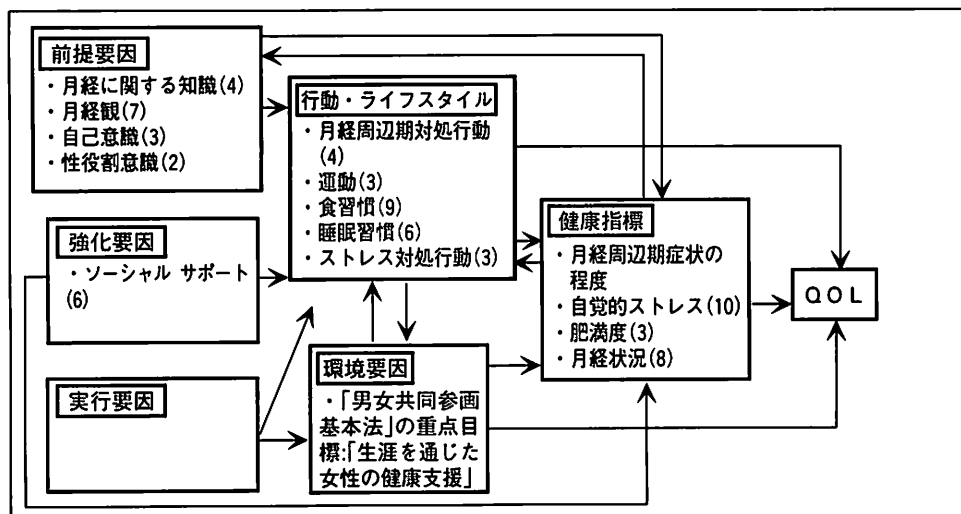 前提要因
・月経に関する知識(4)
・月経観(7)
・自己意識(3)
・性役割意識(2)
行動・ライフスタイル
・月経周辺期対処行動
(4)
・運動(3)
・食習慣(9)
・睡眠習慣(6)
・ストレス対処行動(3)
強化要因
・ソーシャル サポート
(6)
健康指標
・月経周辺期症状の
程度
・自覚的ストレス(10)
・肥満度(3)
・月経状況(8)
QOL
実行要因
環境要因
・「男女共同参画
基本法」の重点目
標:「生涯を通じた
女性の健康支援」